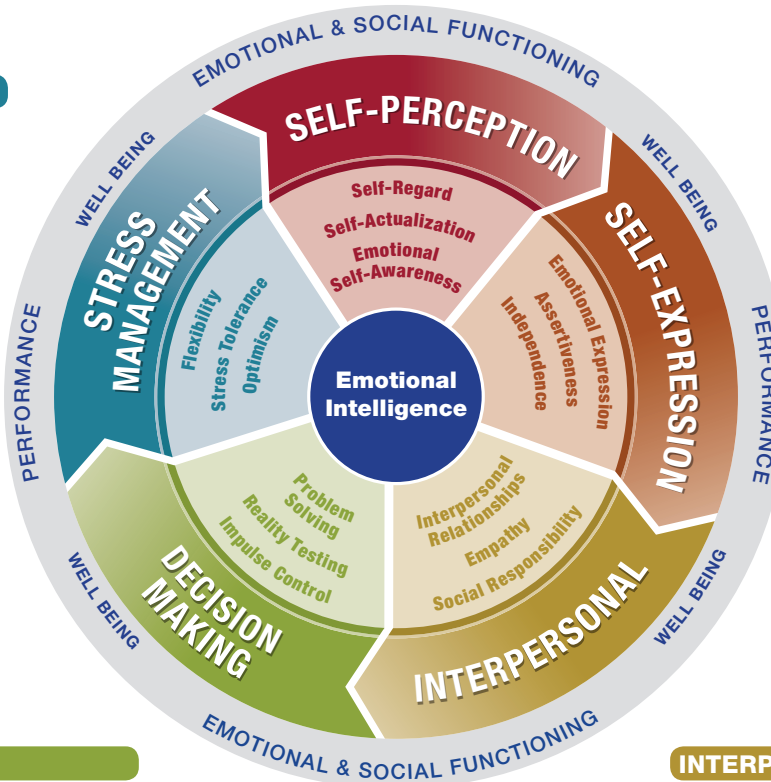 EMOTIONAL & SOCIAL FUNCTIONING
WELL BEING
WELL BEING
PERFORMANCE
PERFORMANCE
SELF-PERCEPTION
Self-Regard
Self-Actualization
Emotional
Self-Awareness
SELF-EXPRESSION
Emotional Expression
Assertiveness
Independence
STRESS
MANAGEMENT
Flexibility
Stress Tolerance
Optimism
Emotional
Intelligence
Problem
Solving
Reality Testing
Impulse Control
DECISION
MAKING
Interpersonal
Relationships
Empathy
Social Responsibility
INTERPERSONAL
WELL BEING
WELL BEING
EMOTIONAL & SOCIAL FUNCTIONING
INTERP